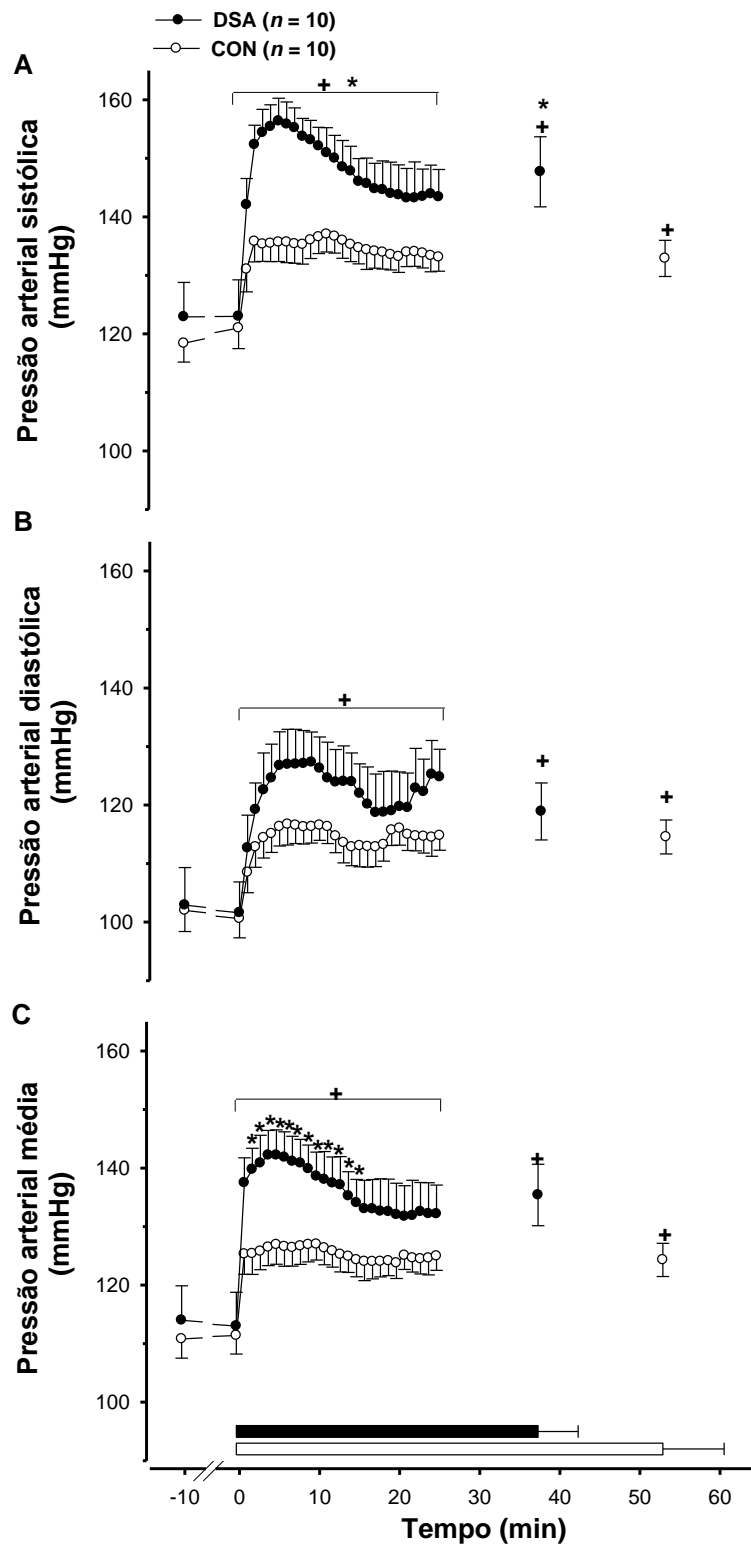 DSA (n = 10)
CON (n = 10)
A
+ *
*
+
+
160
140
120
100
Pressão arterial sistólica
(mmHg)
B
+
+
+
160
140
120
100
Pressão arterial diastólica
(mmHg)
C
+
* * * * * * * * * * * *
+
+
160
140
120
100
Pressão arterial média
(mmHg)
-10 0 10 20 30 40 50 60
Tempo (min)